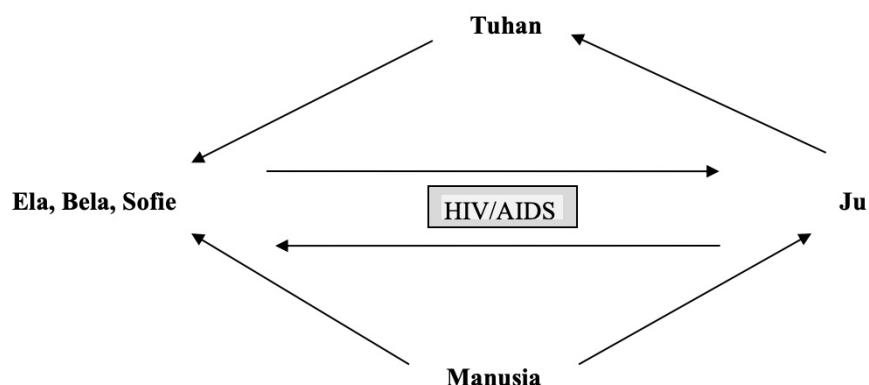 Tuhan
Ela, Bela, Sofie
HIV/AIDS
Ju
Manusia